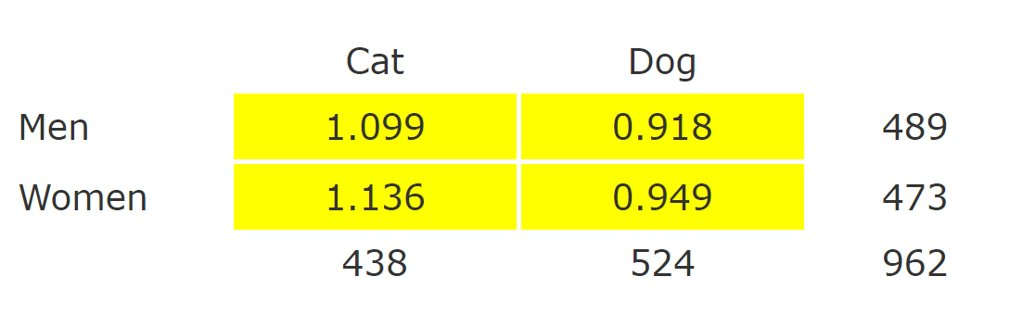 Cat Dog
Men 1.099 0.918 489
Women 1.136 0.949 473
438 524 962